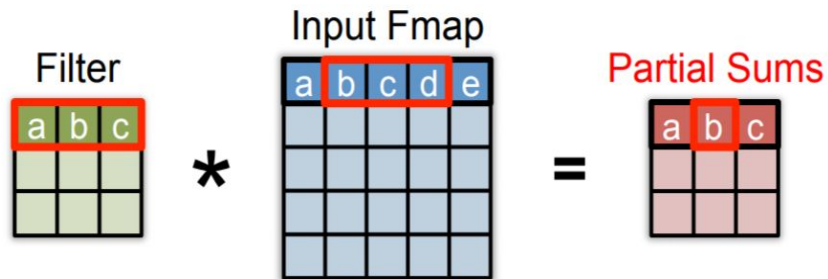 Input Fmap
Filter
Partial Sums
a b c
*
a b c d e
=
a b c